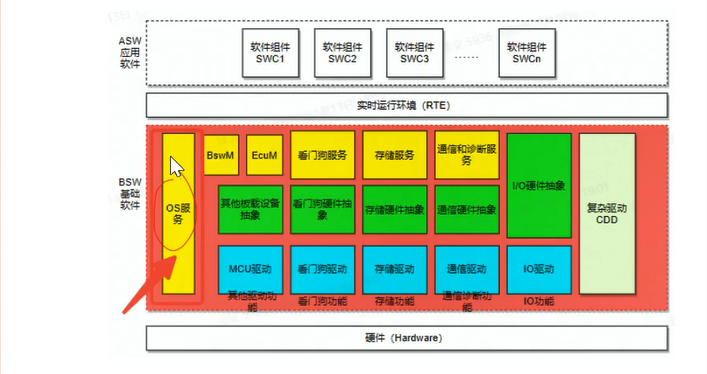 ASW
应用
软件
软件组件
SWC1
软件组件
SWC2
软件组件
SWC3
……
软件组件
SWCn
实时运行环境（RTE）
BSW
基础
软件
OS服
务
BswM
EcuM
看门狗服务
存储服务
通信和诊断服
务
其他板载设备
抽象
看门狗硬件抽
象
存储硬件抽象
通信硬件抽象
I/O硬件抽象
复杂驱动
CDD
MCU驱动
看门狗驱动
存储驱动
通信驱动
IO驱动
其他驱动功
能
看门狗功能
存储功能
通信诊断功
能
IO功能
硬件（Hardware）